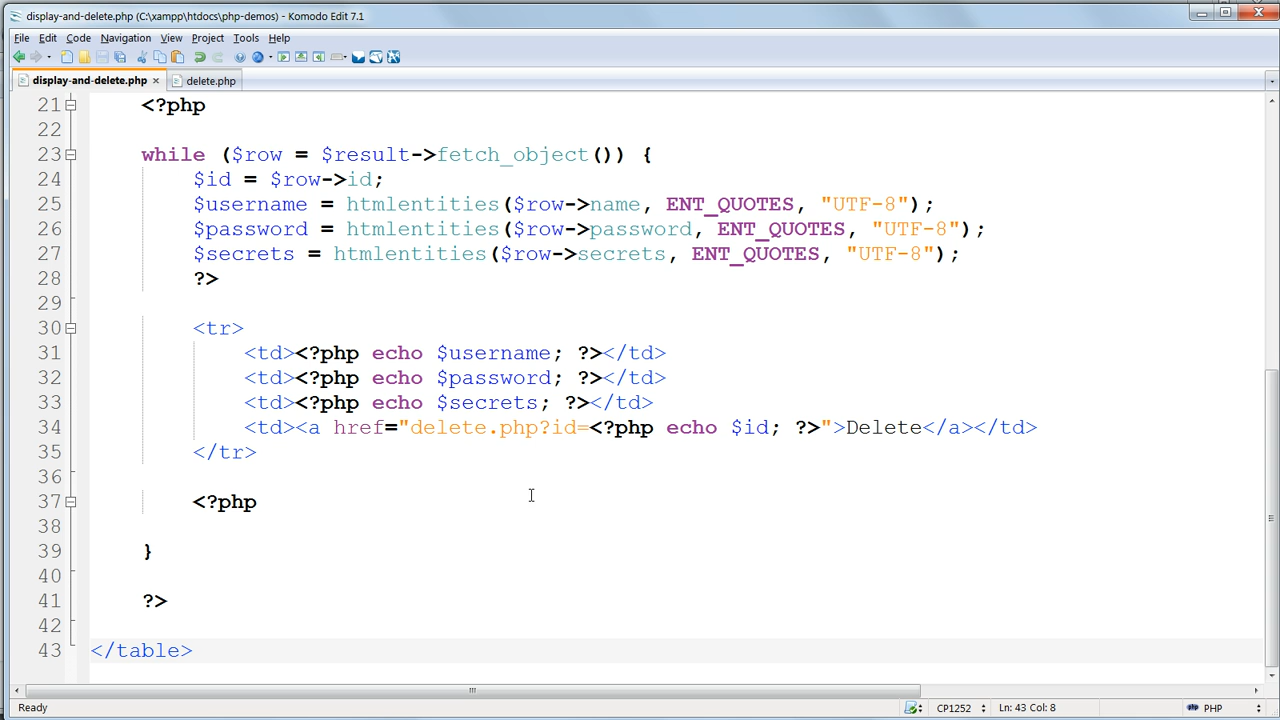 display-and-delete.php (C:\xampp\htdocs\php-demos) - Komodo Edit 7.1
File Edit Code Navigation View Project Tools Help
display-and-delete.php delete.php
21 <?php
22
23 while ($row = $result->fetch_object()) {
24 $id = $row->id;
25 $username = htmlentities($row->name, ENT_QUOTES, "UTF-8");
26 $password = htmlentities($row->password, ENT_QUOTES, "UTF-8");
27 $secrets = htmlentities($row->secrets, ENT_QUOTES, "UTF-8");
28 ?>
29
30 <tr>
31 <td><?php echo $username; ?></td>
32 <td><?php echo $password; ?></td>
33 <td><?php echo $secrets; ?></td>
34 <td><a href="delete.php?id=<?php echo $id; ?>">Delete</a></td>
35 </tr>
36
37 <?php
38
39 }
40
41 ?>
42
43 </table>
Ready CP1252 Ln: 43 Col: 8 PHP